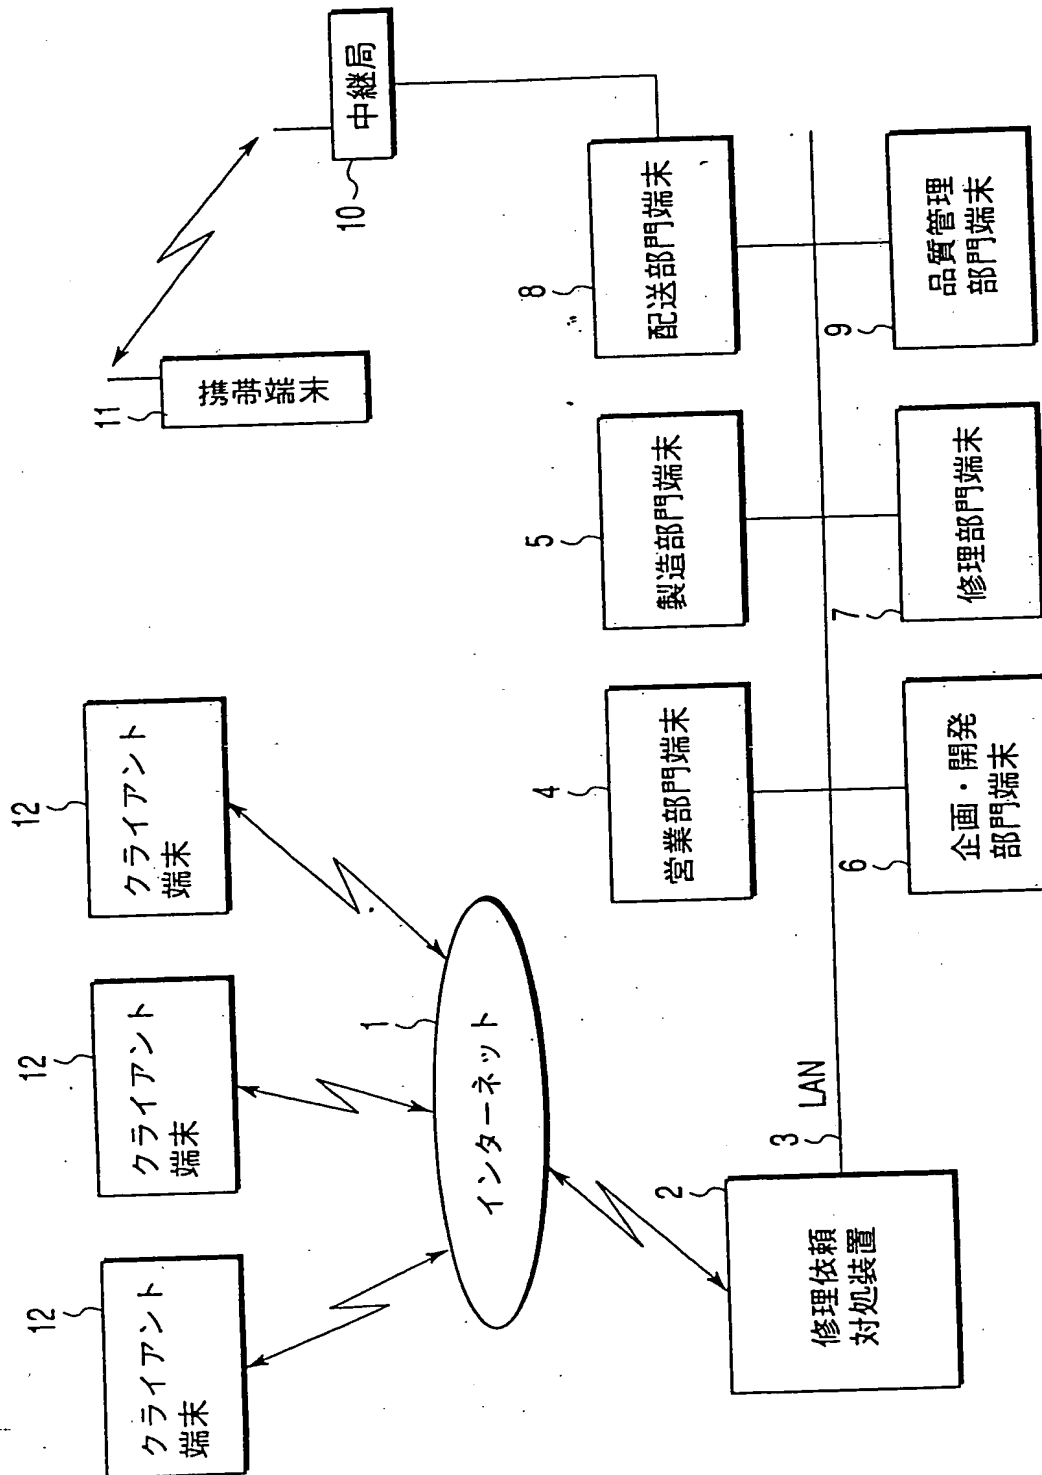 12
クライアント
端末
12
クライアント
端末
12
クライアント
端末
11
携帯端末
10
中継局
1
インターネット
2
修理依頼
対処装置
3
LAN
4
営業部門端末
5
製造部門端末
8
配送部門端末
6
企画・開発
部門端末
7
修理部門端末
9
品質管理
部門端末